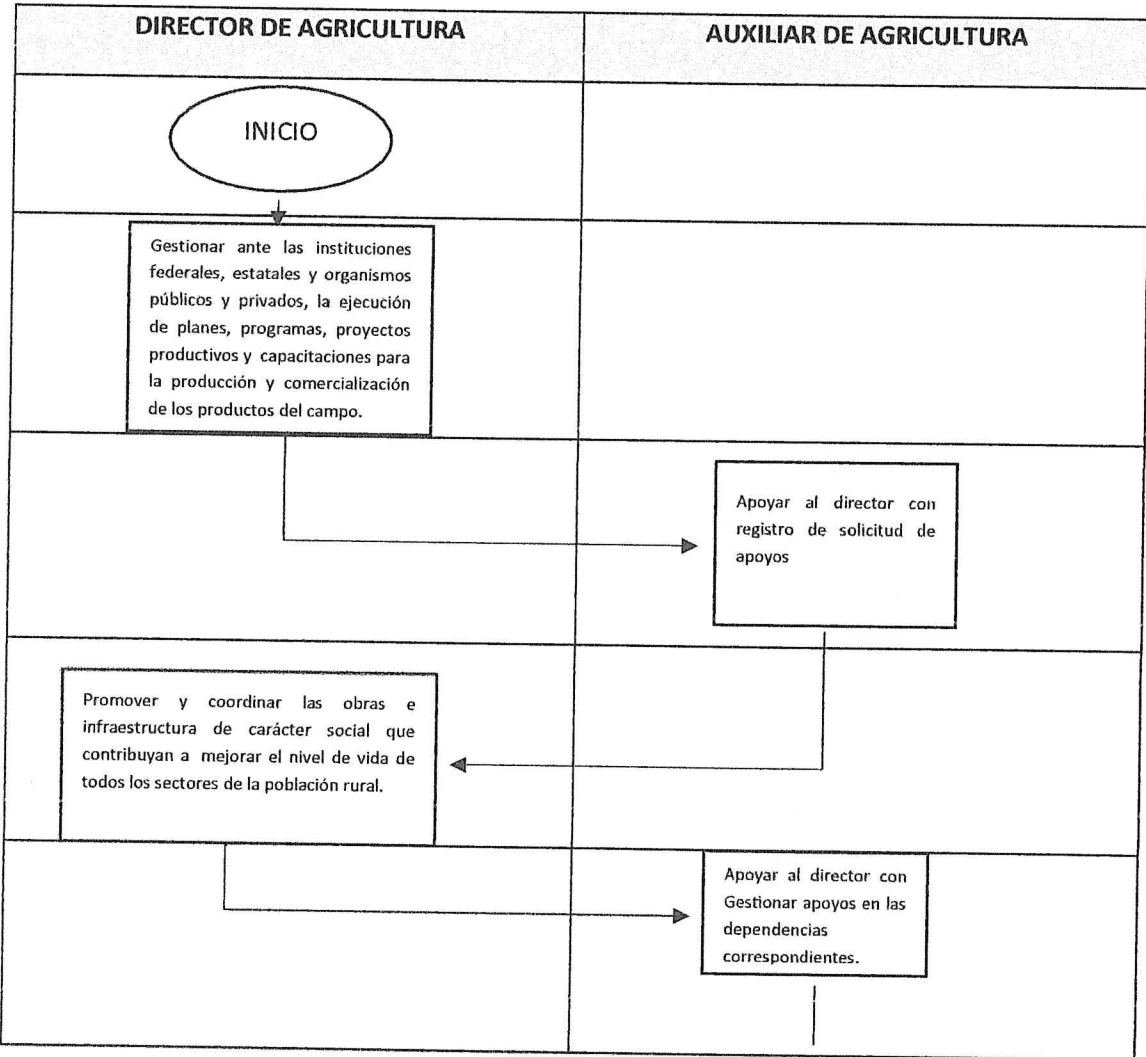 DIRECTOR DE AGRICULTURA
AUXILIAR DE AGRICULTURA
INICIO
Gestionar ante las instituciones
federales, estatales y organismos
públicos y privados, la ejecución
de planes, programas, proyectos
productivos y capacitaciones para
la producción y comercialización
de los productos del campo.
Apoyar al director con
registro de solicitud de
apoyos
Promover y coordinar las obras e
infraestructura de carácter social que
contribuyan a mejorar el nivel de vida de
todos los sectores de la población rural.
Apoyar al director con
Gestionar apoyos en las
dependencias
correspondientes.